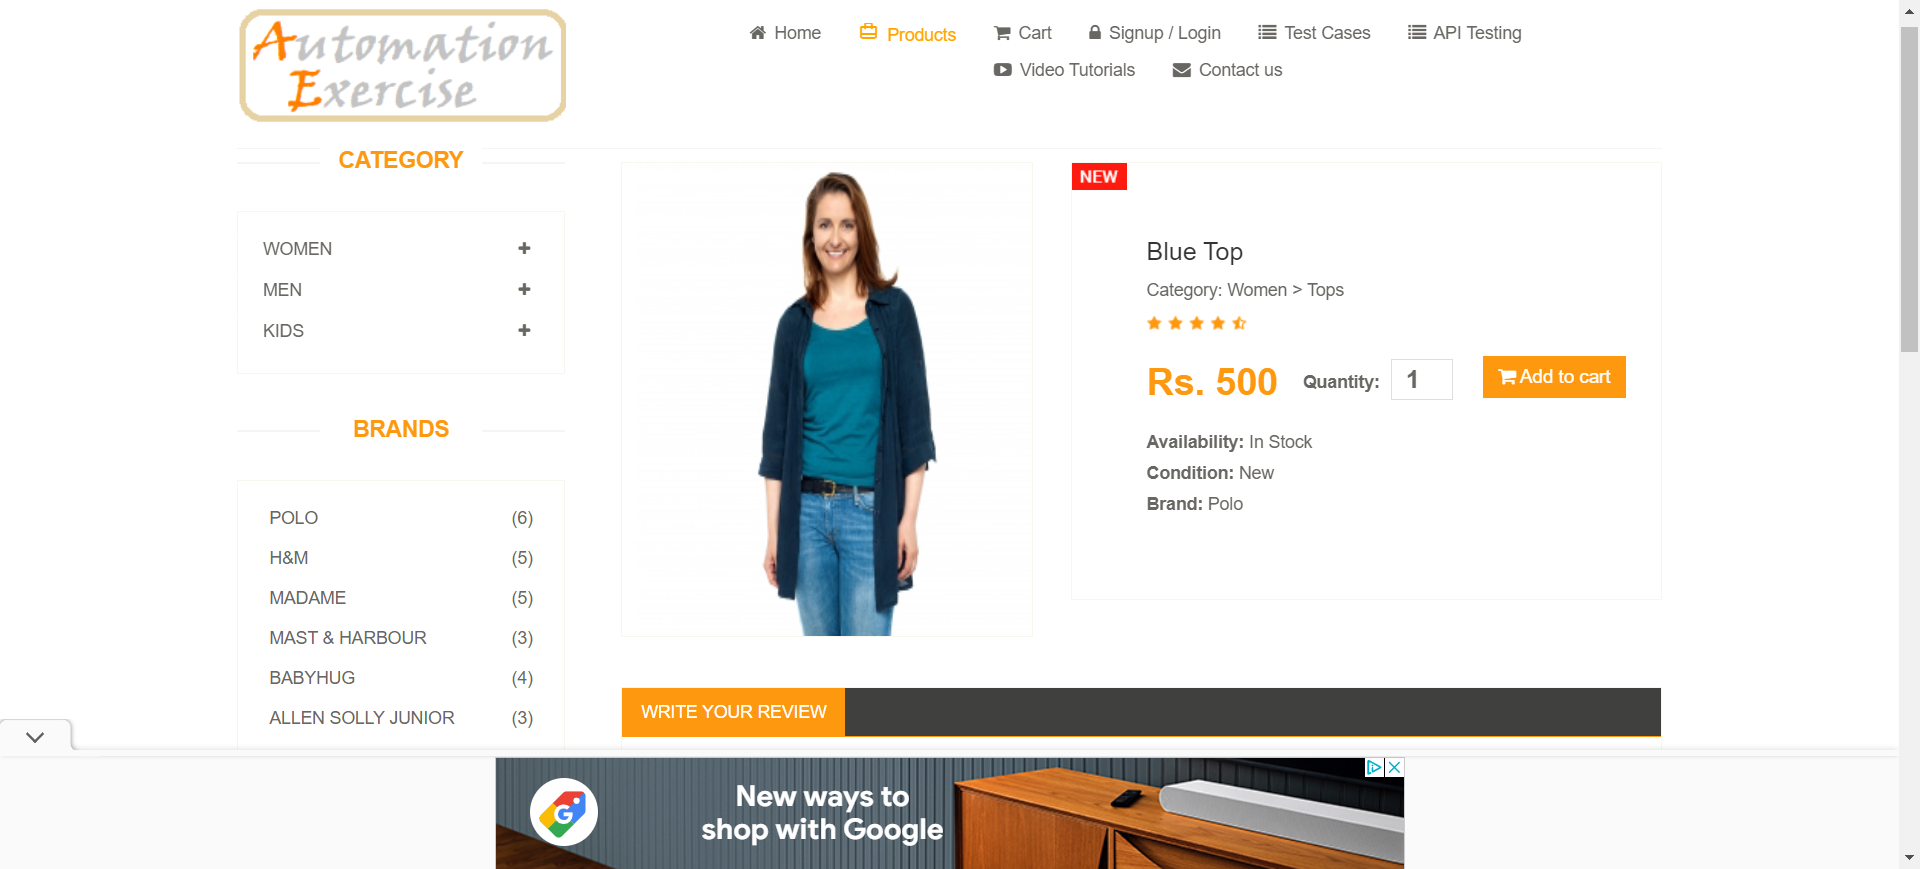 Automation
Exercise
Home
Products
Cart
Signup / Login
Test Cases
API Testing
Video Tutorials
Contact us
CATEGORY
WOMEN
MEN
KIDS
BRANDS
POLO (6)
H&M (5)
MADAME (5)
MAST & HARBOUR (3)
BABYHUG (4)
ALLEN SOLLY JUNIOR (3)
NEW
Blue Top
Category: Women > Tops
Rs. 500 Quantity: 1 Add to cart
Availability: In Stock
Condition: New
Brand: Polo
WRITE YOUR REVIEW
G
New ways to
shop with Google